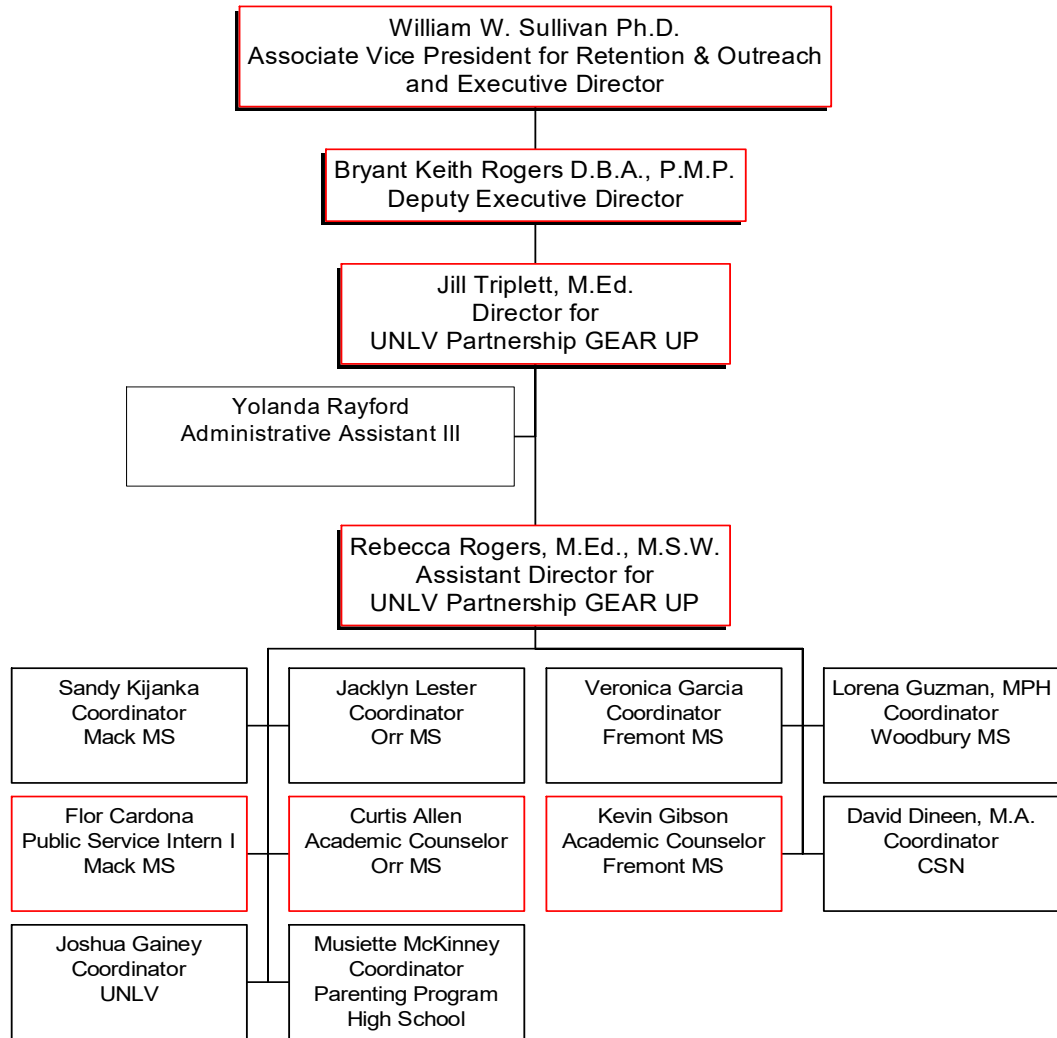 William W. Sullivan Ph.D.
Associate Vice President for Retention & Outreach
and Executive Director
Bryant Keith Rogers D.B.A., P.M.P.
Deputy Executive Director
Jill Triplett, M.Ed.
Director for
UNLV Partnership GEAR UP
Yolanda Rayford
Administrative Assistant III
Rebecca Rogers, M.Ed., M.S.W.
Assistant Director for
UNLV Partnership GEAR UP
Sandy Kijanka
Coordinator
Mack MS
Jacklyn Lester
Coordinator
Orr MS
Veronica Garcia
Coordinator
Fremont MS
Lorena Guzman, MPH
Coordinator
Woodbury MS
Flor Cardona
Public Service Intern I
Mack MS
Curtis Allen
Academic Counselor
Orr MS
Kevin Gibson
Academic Counselor
Fremont MS
David Dineen, M.A.
Coordinator
CSN
Joshua Gainey
Coordinator
UNLV
Musiette McKinney
Coordinator
Parenting Program
High School